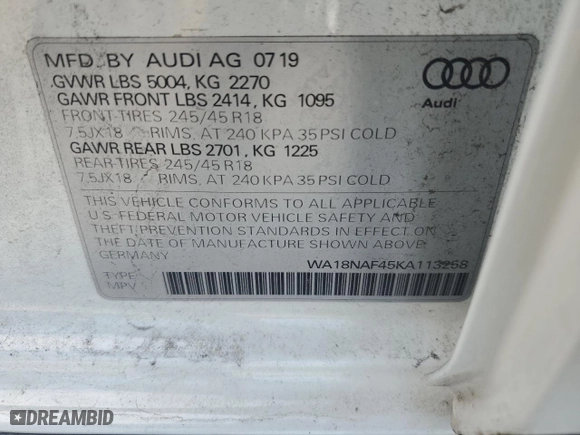 MFD. BY AUDI AG 07 19
GVWR LBS 5004, KG 2270
GAWR FRONT LBS 2414, KG 1095
FRONT TIRES 245/45 R18
7,5JX18 RIMS, AT 240 KPA 35 PSI COLD
GAWR REAR LBS 2701, KG 1225
REAR TIRES 245/45 R18
7,5JX18 RIMS, AT 240 KPA 35 PSI COLD
THIS VEHICLE CONFORMS TO ALL APPLICABLE
U.S. FEDERAL MOTOR VEHICLE SAFETY AND
THEFT PREVENTION STANDARDS IN EFFECT ON
THE DATE OF MANUFACTURE SHOWN ABOVE.
GERMANY
WA18NAF45KA113258
TYPE
MPV
Audi
DREAMBID